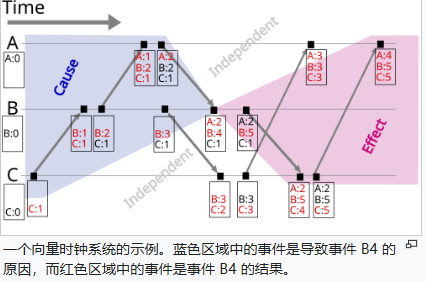 Time
A
A:0
B
B:0
C
C:0
Cause
Independent
Independent
Effect
C:1
B:1
C:1
B:2
C:1
A:1
B:2
C:1
A:2
B:2
C:1
B:3
C:1
A:2
B:4
C:1
B:3
C:2
A:2
B:5
C:1
B:3
C:3
A:2
B:5
C:4
A:3
B:3
C:3
A:2
B:5
C:5
A:4
B:5
C:5
一个向量时钟系统的示例。蓝色区域中的事件是导致事件 B4 的
原因，而红色区域中的事件是事件 B4 的结果。